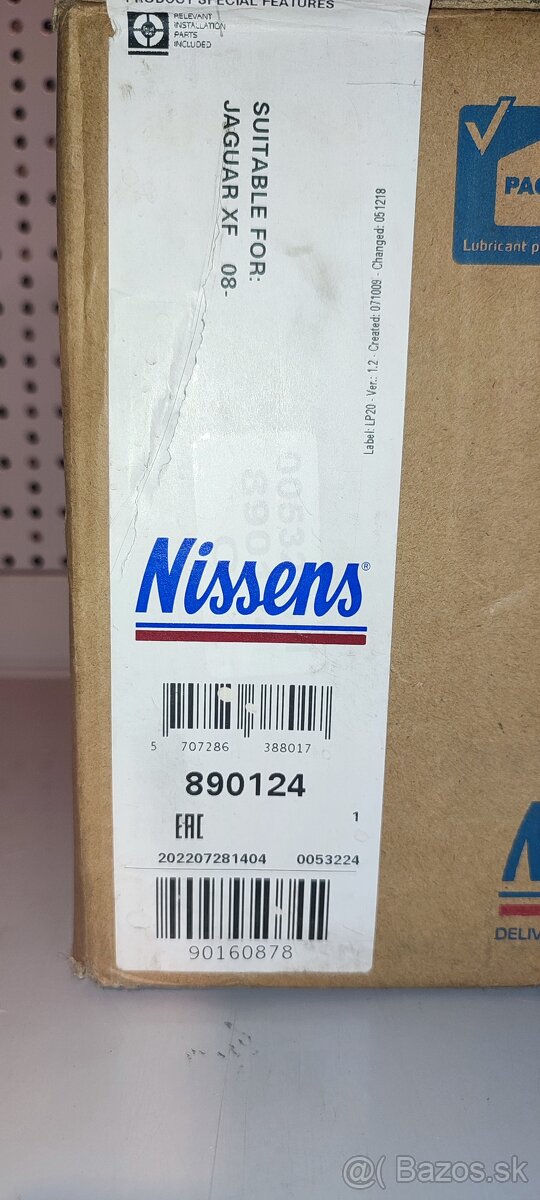 PRODUCT SPECIAL FEATURES
RELEVANT
INSTALLATION
PARTS
INCLUDED
SUITABLE FOR:
JAGUAR XF 08-
Label: LP20 - Ver.: 1.2 - Created: 071009 - Changed: 051218
PAC
Lubricant p
Nissens®
5 707286 388017
890124
EAC
1
202207281404 0053224
90160878
DELIV
@( Bazos.sk